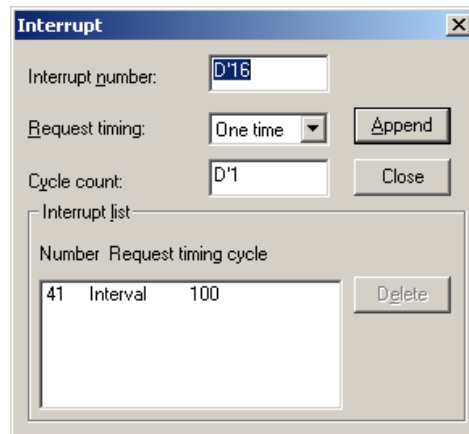 Interrupt
Interrupt number: D'16
Request timing: One time Append
Cycle count: D'1 Close
Interrupt list
Number Request timing cycle
41 Interval 100 Delete